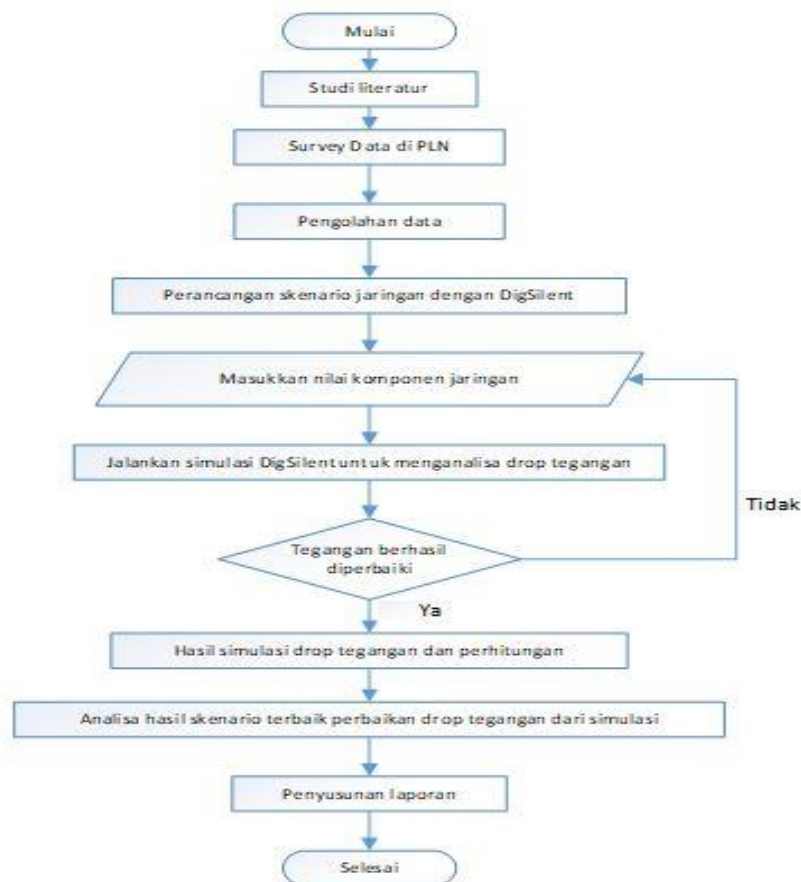 Mulai
Studi literatur
Survey Data di PLN
Pengolahan data
Perancangan skenario jaringan dengan DigSilent
Masukkan nilai komponen jaringan
Jalankan simulasi DigSilent untuk menganalisa drop tegangan
Tidak
Tegangan berhasil
diperbaiki
Ya
Hasil simulasi drop tegangan dan perhitungan
Analisa hasil skenario terbaik perbaikan drop tegangan dari simulasi
Penyusunan laporan
Selesai